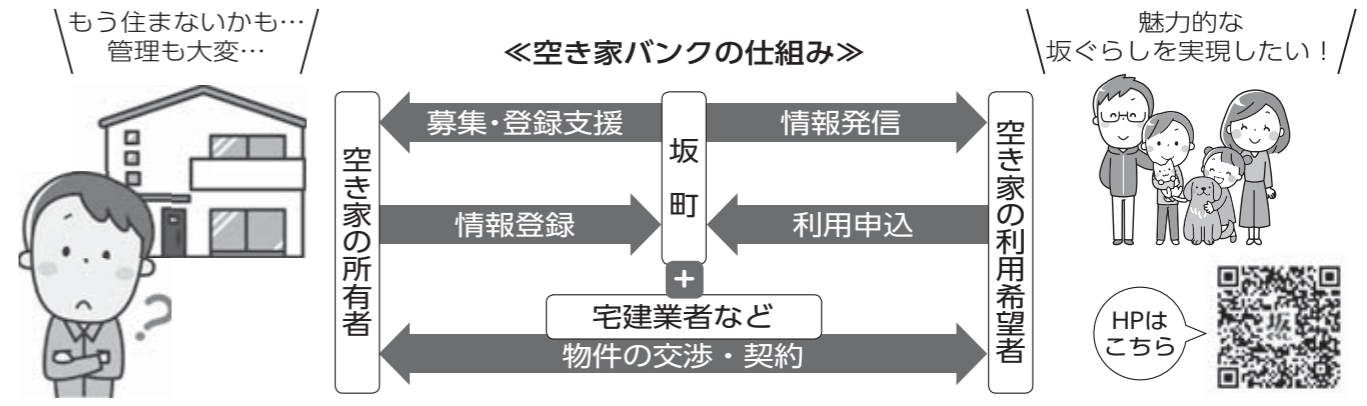 もう住まないかも…
管理も大変…
≪空き家バンクの仕組み≫
魅力的な
坂ぐらしを実現したい！
空き家の所有者
募集・登録支援
情報発信
坂町
情報登録
利用申込
+
宅建業者など
物件の交渉・契約
空き家の利用希望者
?
HPは
こちら
坂